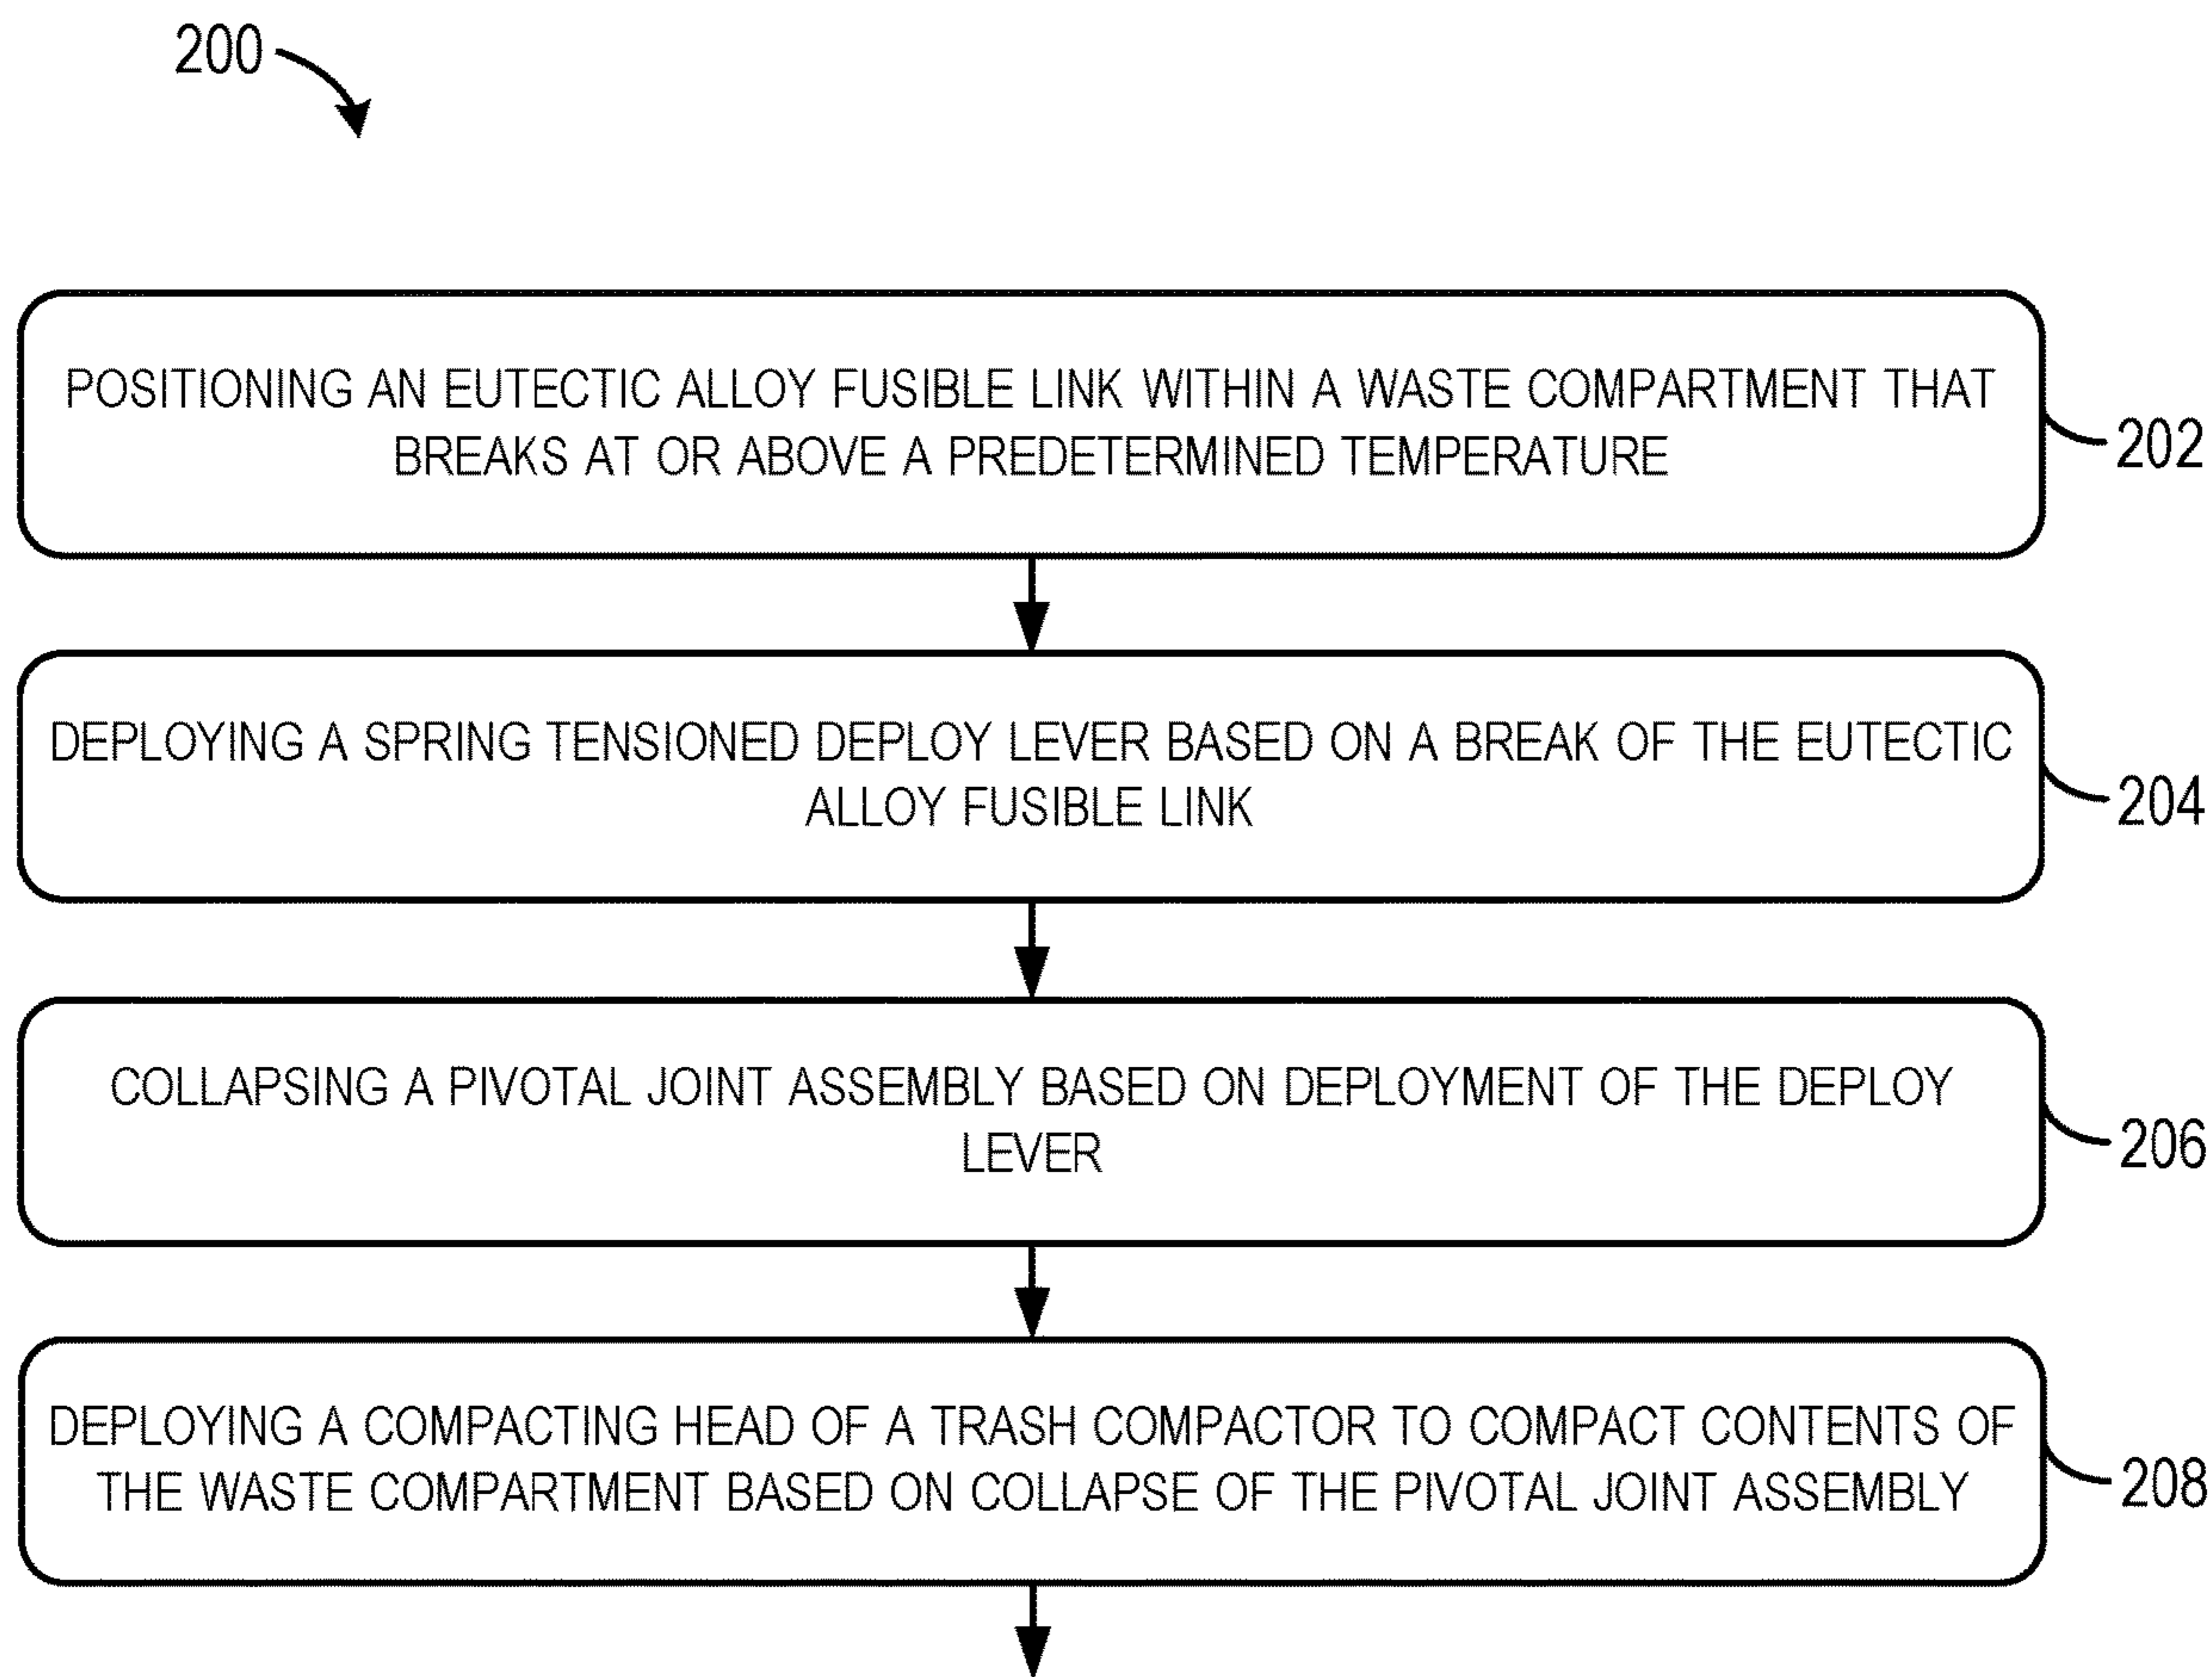 200
POSITIONING AN EUTECTIC ALLOY FUSIBLE LINK WITHIN A WASTE COMPARTMENT THAT
BREAKS AT OR ABOVE A PREDETERMINED TEMPERATURE
202
DEPLOYING A SPRING TENSIONED DEPLOY LEVER BASED ON A BREAK OF THE EUTECTIC
ALLOY FUSIBLE LINK
204
COLLAPSING A PIVOTAL JOINT ASSEMBLY BASED ON DEPLOYMENT OF THE DEPLOY
LEVER
206
DEPLOYING A COMPACTING HEAD OF A TRASH COMPACTOR TO COMPACT CONTENTS OF
THE WASTE COMPARTMENT BASED ON COLLAPSE OF THE PIVOTAL JOINT ASSEMBLY
208